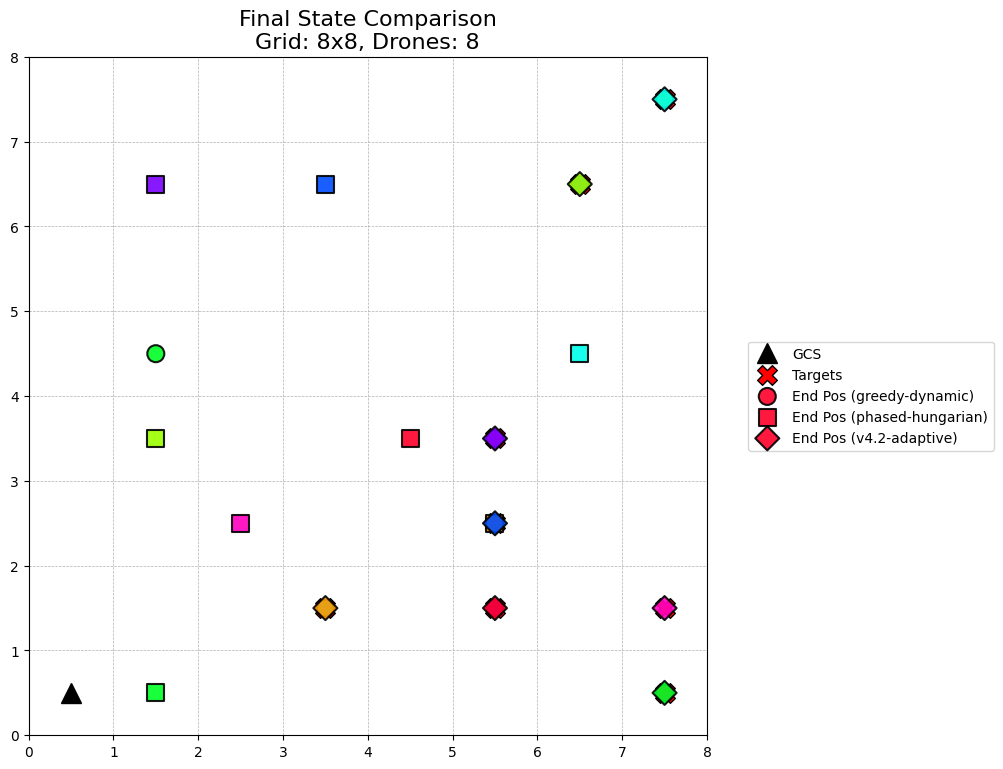 Final State Comparison
Grid: 8x8, Drones: 8
8
7
6
5
4
3
2
1
0
0 1 2 3 4 5 6 7 8
GCS
Targets
End Pos (greedy-dynamic)
End Pos (phased-hungarian)
End Pos (v4.2-adaptive)